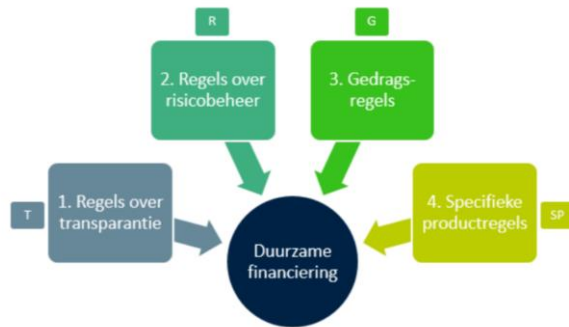 R
G
2. Regels over
risicobeheer
3. Gedrags-
regels
T
1. Regels over
transparantie
4. Specifieke
productregels
SP
Duurzame
financiering